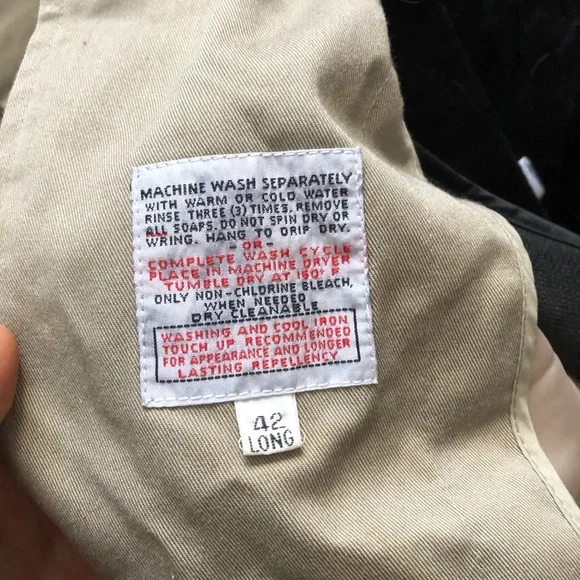 MACHINE WASH SEPARATELY
WITH WARM OR COLD WATER
RINSE THREE (3) TIMES. REMOVE
ALL SOAPS. DO NOT SPIN DRY OR
WRING. HANG TO DRIP DRY.
-OR-
COMPLETE WASH CYCLE
PLACE IN MACHINE DRYER
TUMBLE DRY AT 160° F
ONLY NON-CHLORINE BLEACH,
WHEN NEEDED
DRY CLEANABLE
WASHING AND COOL IRON
TOUCH UP RECOMMENDED
FOR APPEARANCE AND LONGER
LASTING REPELLENCY
42
LONG